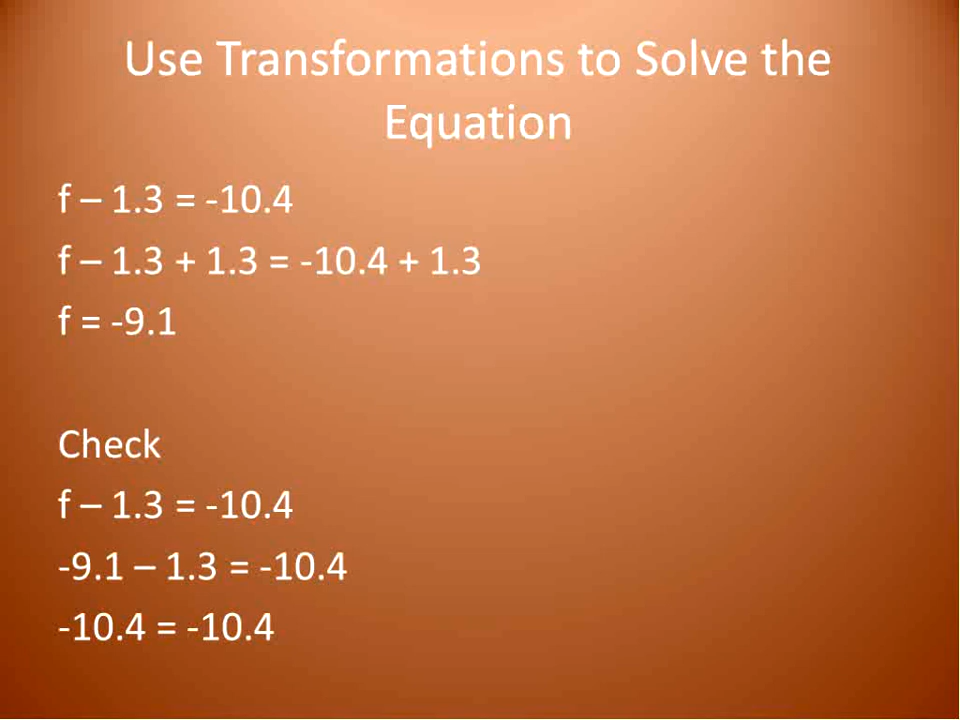 Use Transformations to Solve the
Equation
f – 1.3 = -10.4
f – 1.3 + 1.3 = -10.4 + 1.3
f = -9.1
Check
f – 1.3 = -10.4
-9.1 – 1.3 = -10.4
-10.4 = -10.4